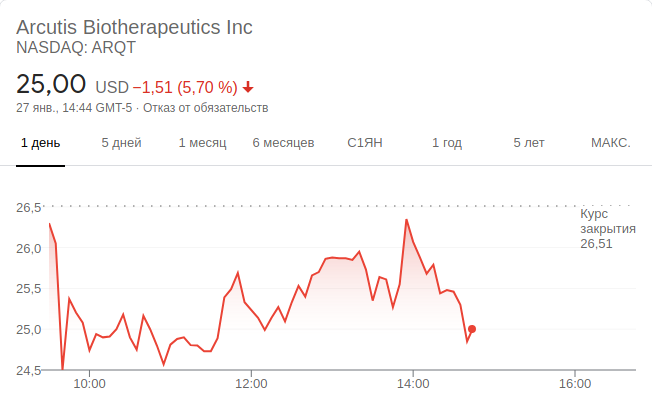 Arcutis Biotherapeutics Inc
NASDAQ: ARQT
25,00 USD −1,51 (5,70 %)
27 янв., 14:44 GMT-5 · Отказ от обязательств
1 день 5 дней 1 месяц 6 месяцев С1ЯН 1 год 5 лет МАКС.
26,5
Курс
закрытия
26,51
26,0
25,5
25,0
24,5
10:00 12:00 14:00 16:00